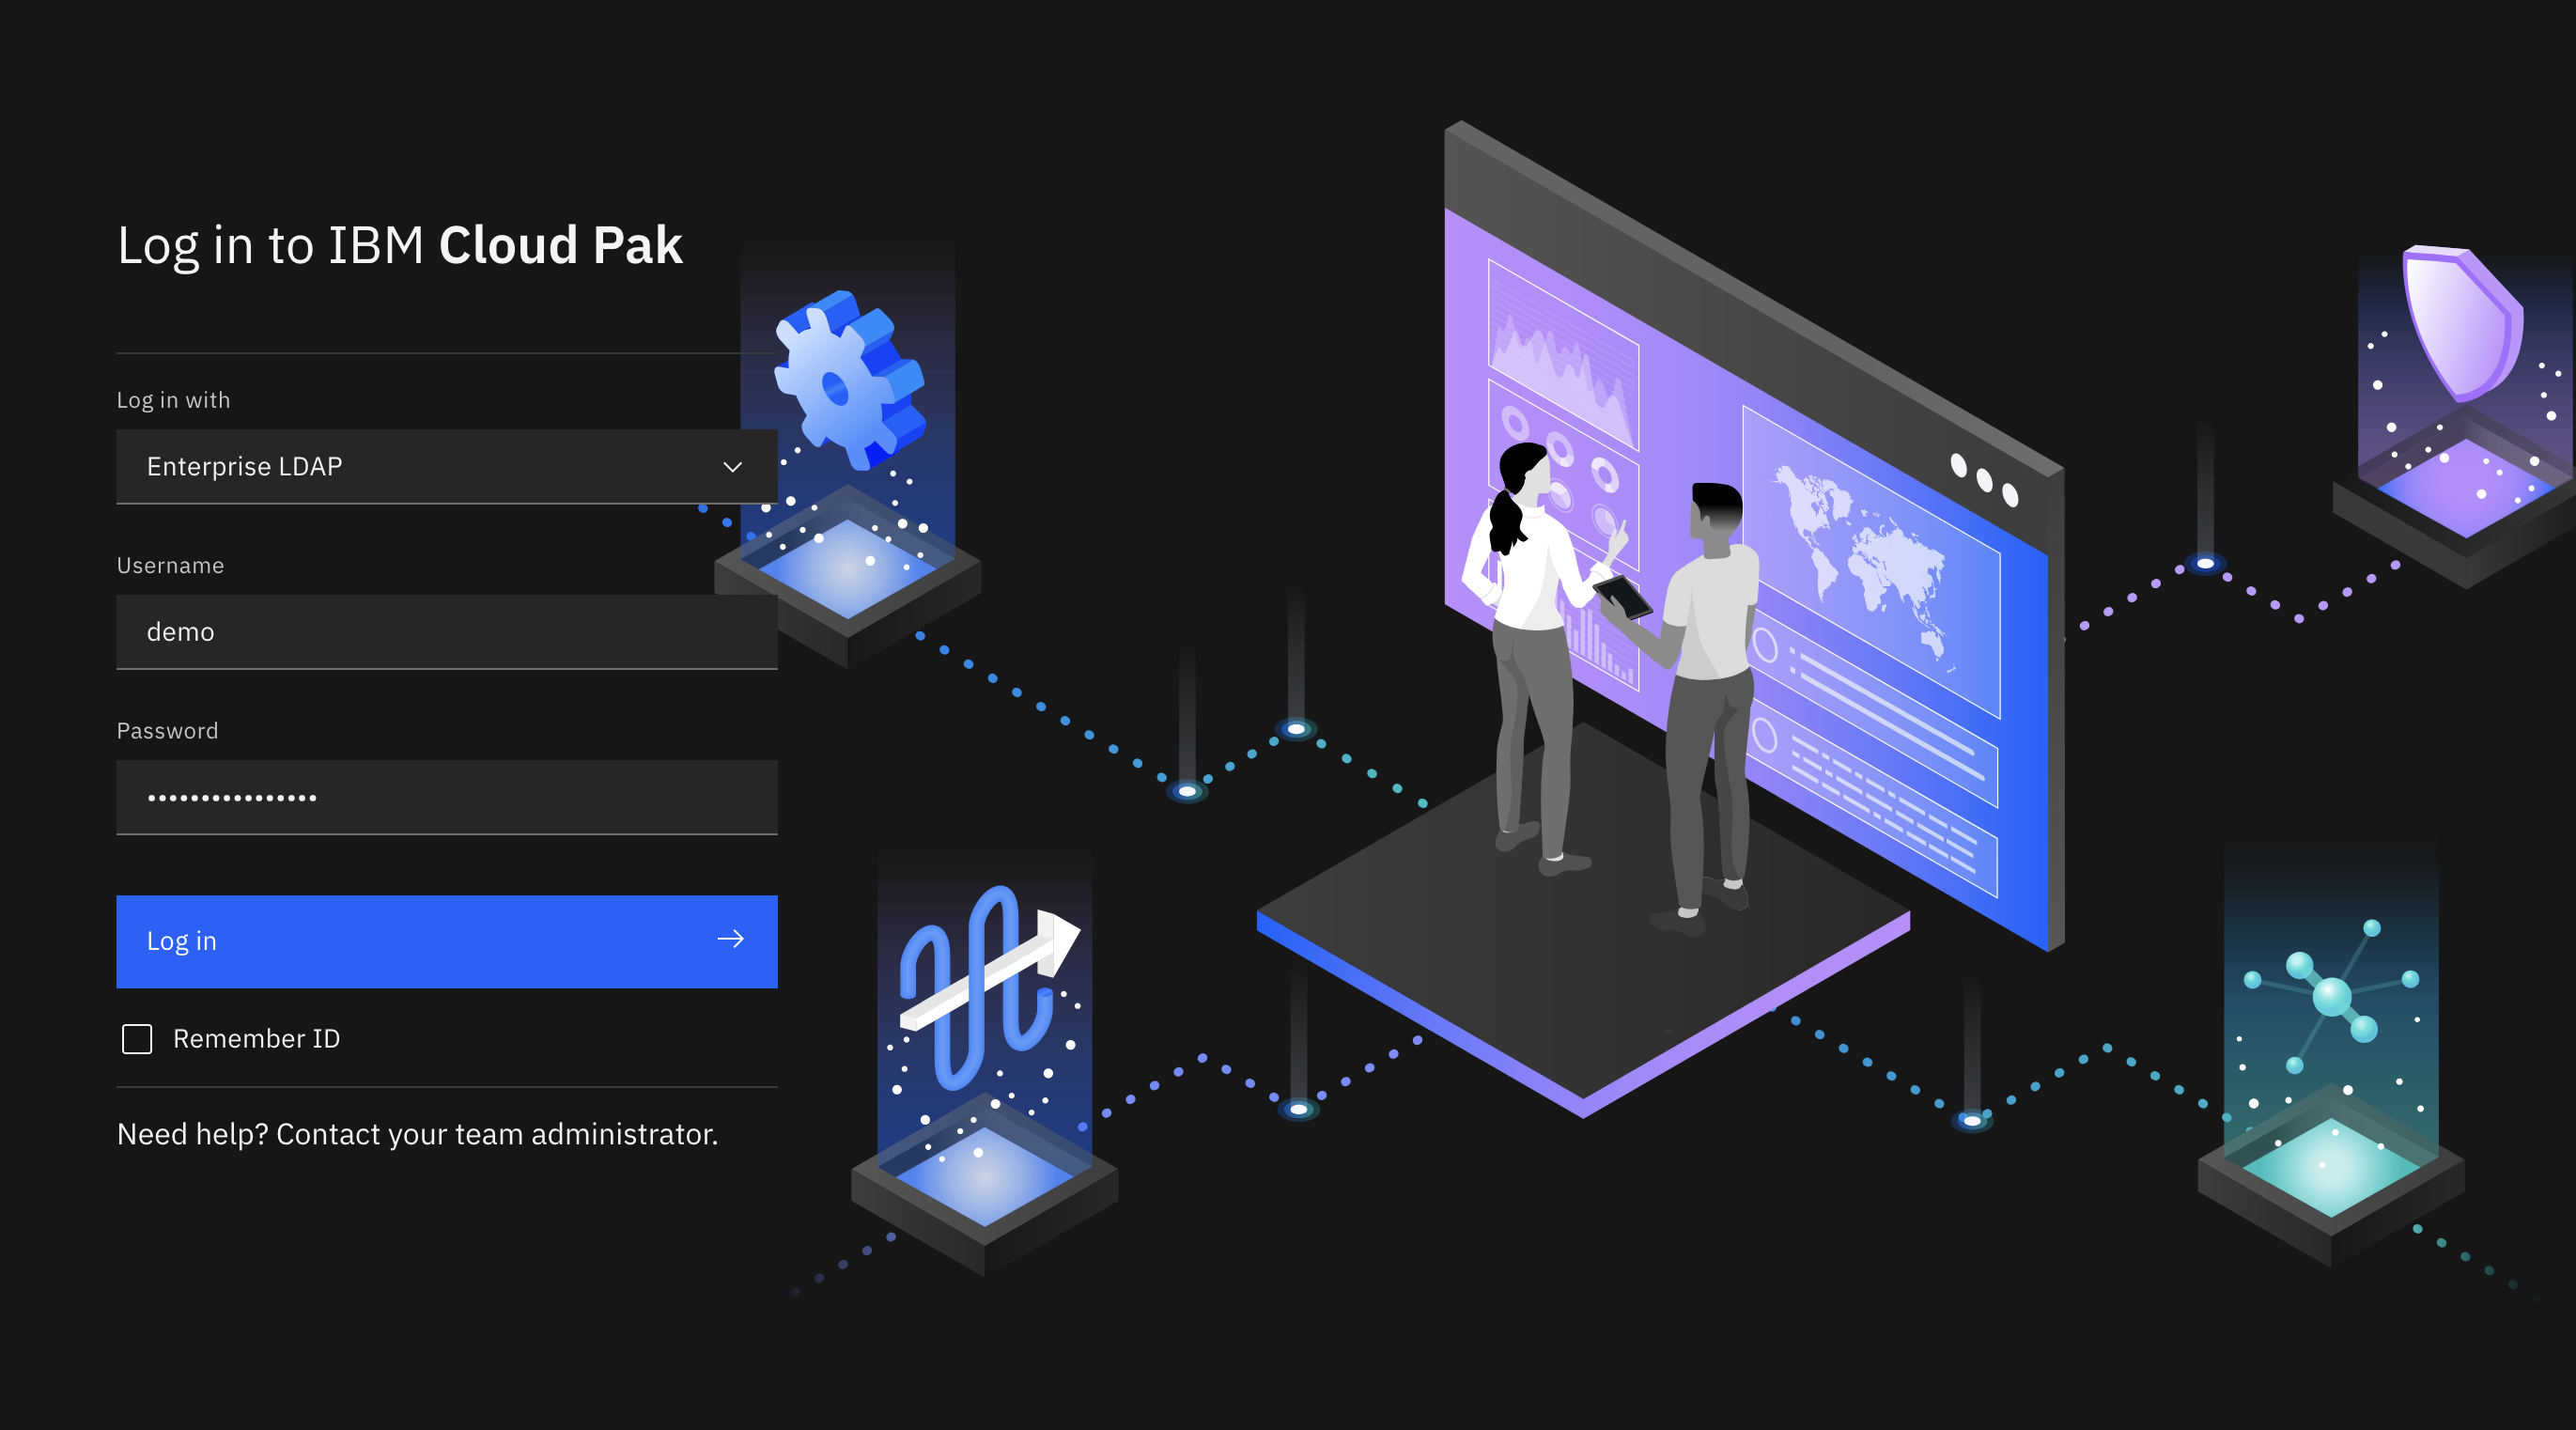 Log in to IBM Cloud Pak
Log in with
Enterprise LDAP
Username
demo
Password
••••••••••••••••
Log in
Remember ID
Need help? Contact your team administrator.